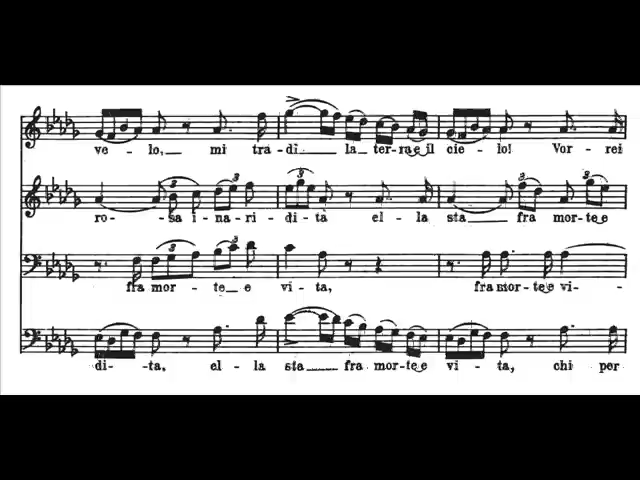 ve - lo, mi tra - di la ter - ra e il cie - lo! Vor - rei
ro - sa i - na - ri - di - tà el - la sta fra mor - te e
fra mor - te e vi - ta, fra mor - te e vi -
di - ta, el - la sta fra mor - te e vi - ta, chi per